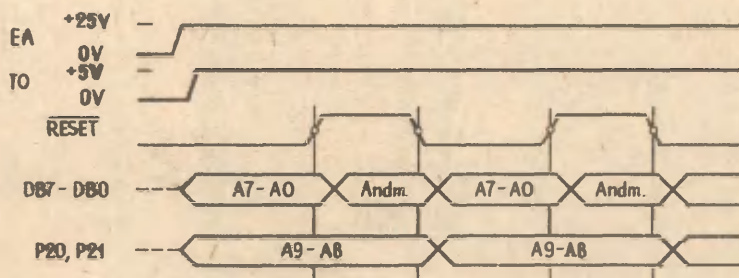 +25V
EA
0V
+5V
TO
0V
RESET
DB7 - DB0 A7 - A0 Andm. A7 - A0 Andm.
P20, P21 A9 - A8 A9 - A8